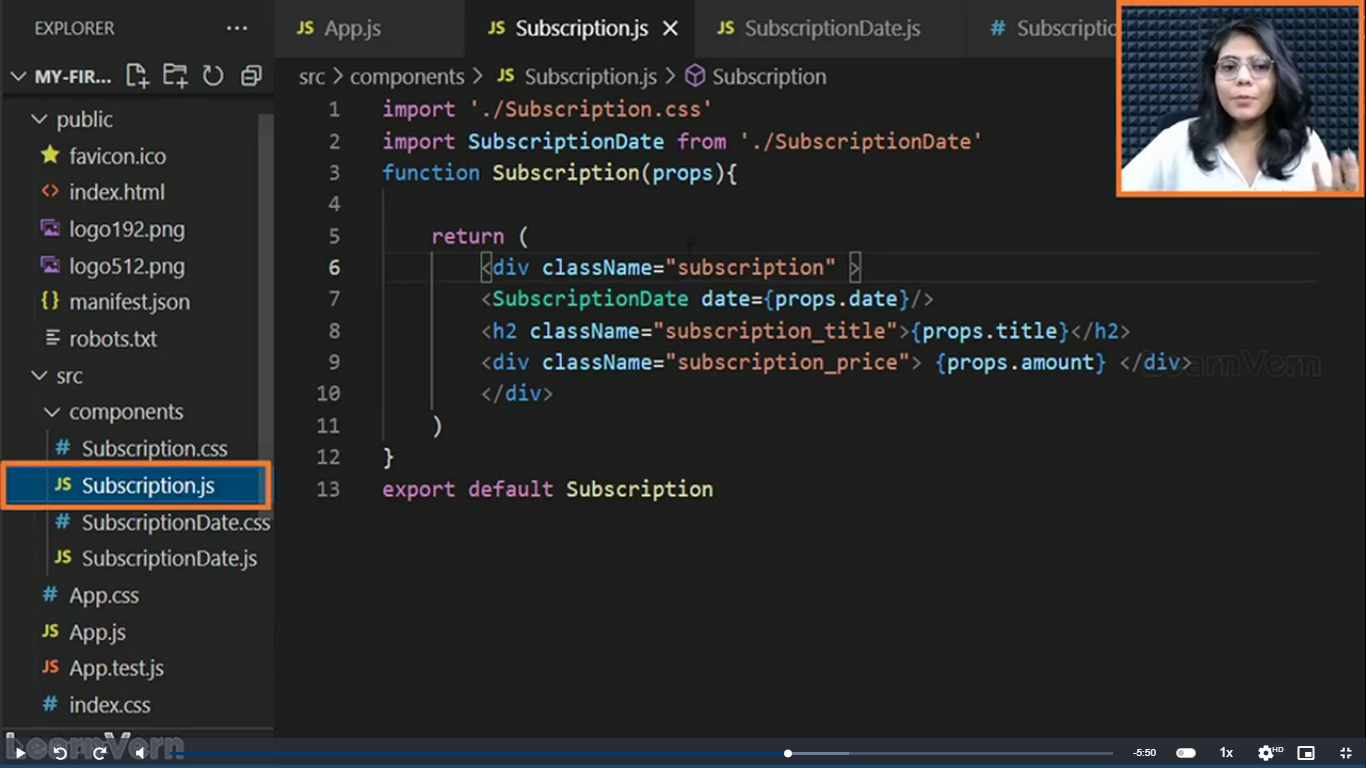 EXPLORER ...
MY-FIR...
public
favicon.ico
index.html
logo192.png
logo512.png
{} manifest.json
robots.txt
src
components
# Subscription.css
JS Subscription.js
# SubscriptionDate.css
JS SubscriptionDate.js
# App.css
JS App.js
JS App.test.js
# index.css
JS App.js JS Subscription.js JS SubscriptionDate.js # Subscriptio
src > components > JS Subscription.js > Subscription
1 import './Subscription.css'
2 import SubscriptionDate from './SubscriptionDate'
3 function Subscription(props){
4
5 return (
6 <div className="subscription" >
7 <SubscriptionDate date={props.date}/>
8 <h2 className="subscription_title">{props.title}</h2>
9 <div className="subscription_price"> {props.amount} </div>
10 </div>
11 )
12 }
13 export default Subscription
LearnVern
LearnVern
-5:50 1x HD